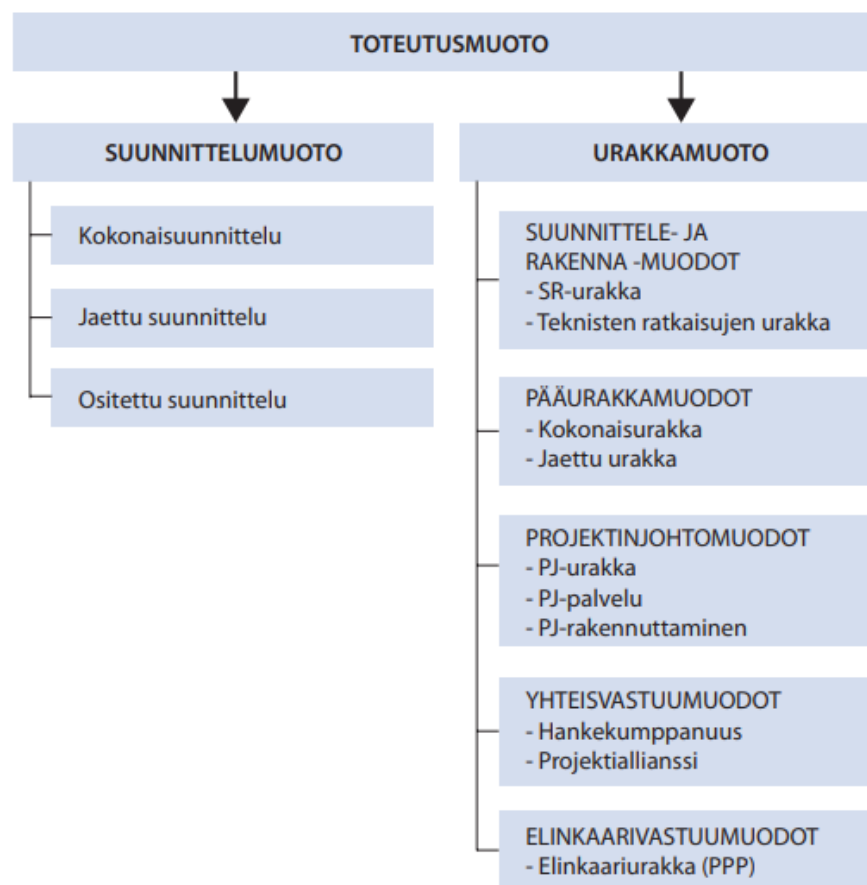 TOTEUTUSMUOTO
SUUNNITTELUMUOTO
Kokonaisuunnittelu
Jaettu suunnittelu
Ositettu suunnittelu
URAKKAMUOTO
SUUNNITTELE- JA
RAKENNA -MUODOT
- SR-urakka
- Teknisten ratkaisujen urakka
PÄÄURAKKAMUODOT
- Kokonaisurakka
- Jaettu urakka
PROJEKTINJOHTOMUODOT
- PJ-urakka
- PJ-palvelu
- PJ-rakennuttaminen
YHTEISVASTUUMUODOT
- Hankekumppanuus
- Projektiallianssi
ELINKAARIVASTUUMUODOT
- Elinkaariurakka (PPP)